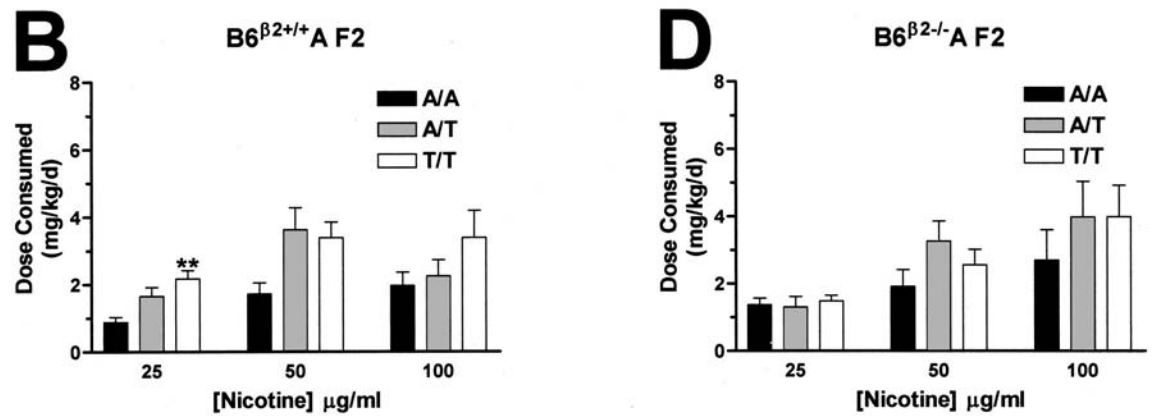 B
B6β2+/+A F2
8
6
4
2
0
Dose Consumed
(mg/kg/d)
A/A
A/T
T/T
**
25
50
100
[Nicotine] μg/ml
D
B6β2-/-A F2
8
6
4
2
0
Dose Consumed
(mg/kg/d)
A/A
A/T
T/T
25
50
100
[Nicotine] μg/ml